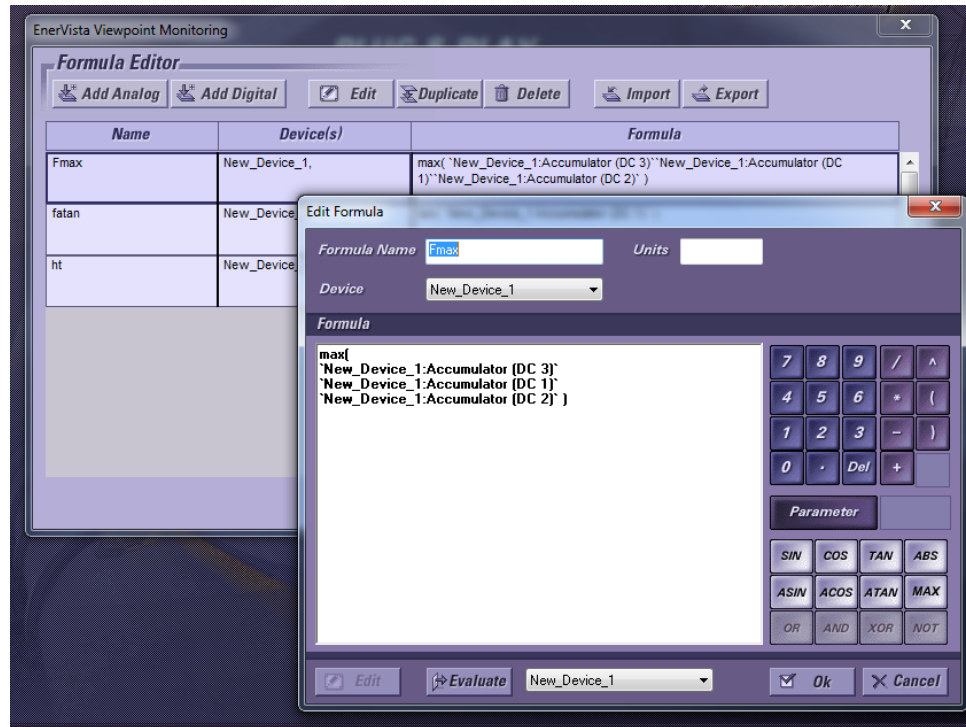 EnerVista Viewpoint Monitoring
X
Formula Editor
Add Analog Add Digital Edit Duplicate Delete Import Export
Name Device(s) Formula
Fmax New_Device_1, max( `New_Device_1:Accumulator (DC 3)``New_Device_1:Accumulator (DC
1)``New_Device_1:Accumulator (DC 2)` )
fatan New_Device
ht New_Device
Edit Formula
X
Formula Name Fmax Units
Device New_Device_1
Formula
max(
`New_Device_1:Accumulator (DC 3)`
`New_Device_1:Accumulator (DC 1)`
`New_Device_1:Accumulator (DC 2)` )
7 8 9 / ^
4 5 6 * (
1 2 3 - )
0 . Del +
Parameter
SIN COS TAN ABS
ASIN ACOS ATAN MAX
OR AND XOR NOT
Edit Evaluate New_Device_1 Ok Cancel